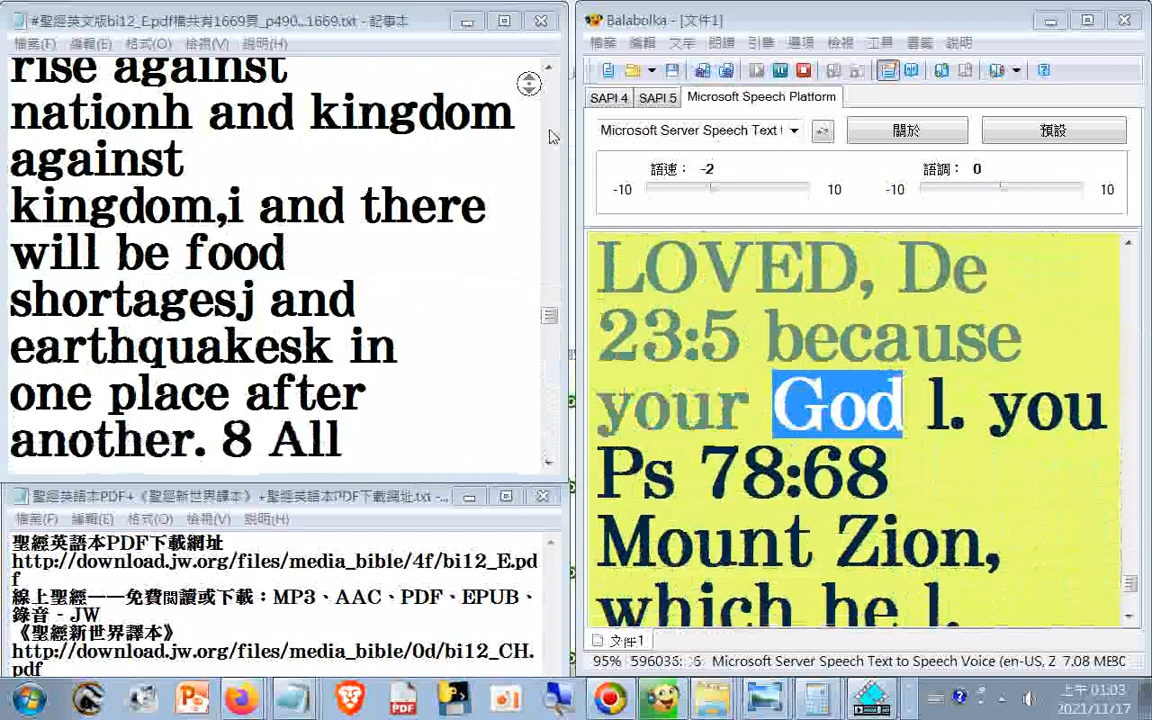 #聖經英文版bi12_E.pdf檔共有1669頁_p490..._1669.txt - 記事本
檔案(F) 編輯(E) 格式(O) 檢視(V) 說明(H)
rise against
nationh and kingdom
against
kingdom,i and there
will be food
shortagesj and
earthquakesk in
one place after
another. 8 All
聖經英語本PDF+《聖經新世界譯本》+聖經英語本PDF下載網址.txt - ...
檔案(F) 編輯(E) 格式(O) 檢視(V) 說明(H)
聖經英語本PDF下載網址
http://download.jw.org/files/media_bible/4f/bi12_E.pd
f
線上聖經——免費閱讀或下載：MP3、AAC、PDF、EPUB、
錄音 - JW
《聖經新世界譯本》
http://download.jw.org/files/media_bible/0d/bi12_CH.
pdf
Balabolka - [文件1]
檔案 編輯 文字 朗讀 引擎 選項 檢視 工具 書籤 說明
SAPI 4 SAPI 5 Microsoft Speech Platform
Microsoft Server Speech Text 關於 預設
語速： -2 語調： 0
-10 10 -10 10
LOVED, De
23:5 because
your God l. you
Ps 78:68
Mount Zion,
which he l.
文件1
95% Microsoft Server Speech Text to Speech Voice (en-US, Z 7.08
上午 01:03
2021/11/17